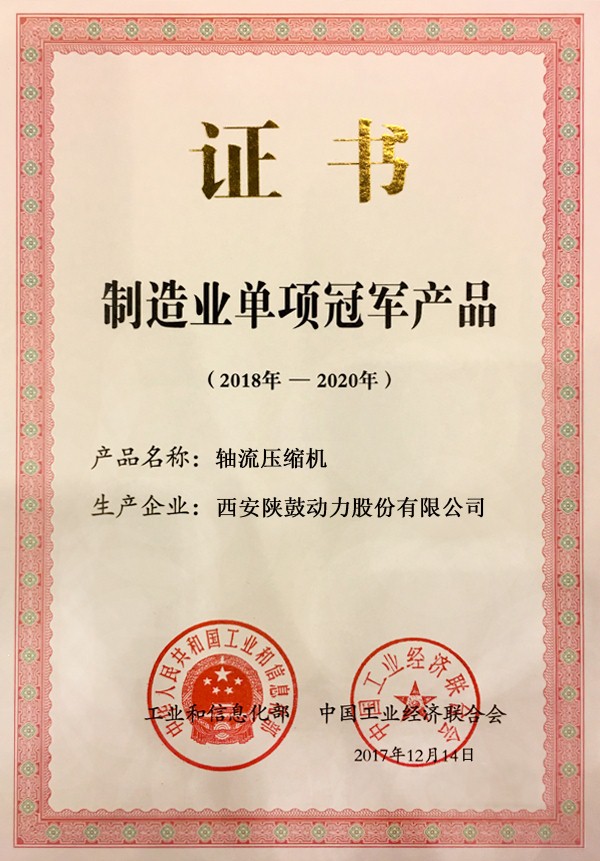 证书
制造业单项冠军产品
（2018年 — 2020年）
产品名称：轴流压缩机
生产企业：西安陕鼓动力股份有限公司
中华人民共和国工业和信息化部
中国工业经济联合会
工业和信息化部 中国工业经济联合会
2017年12月14日